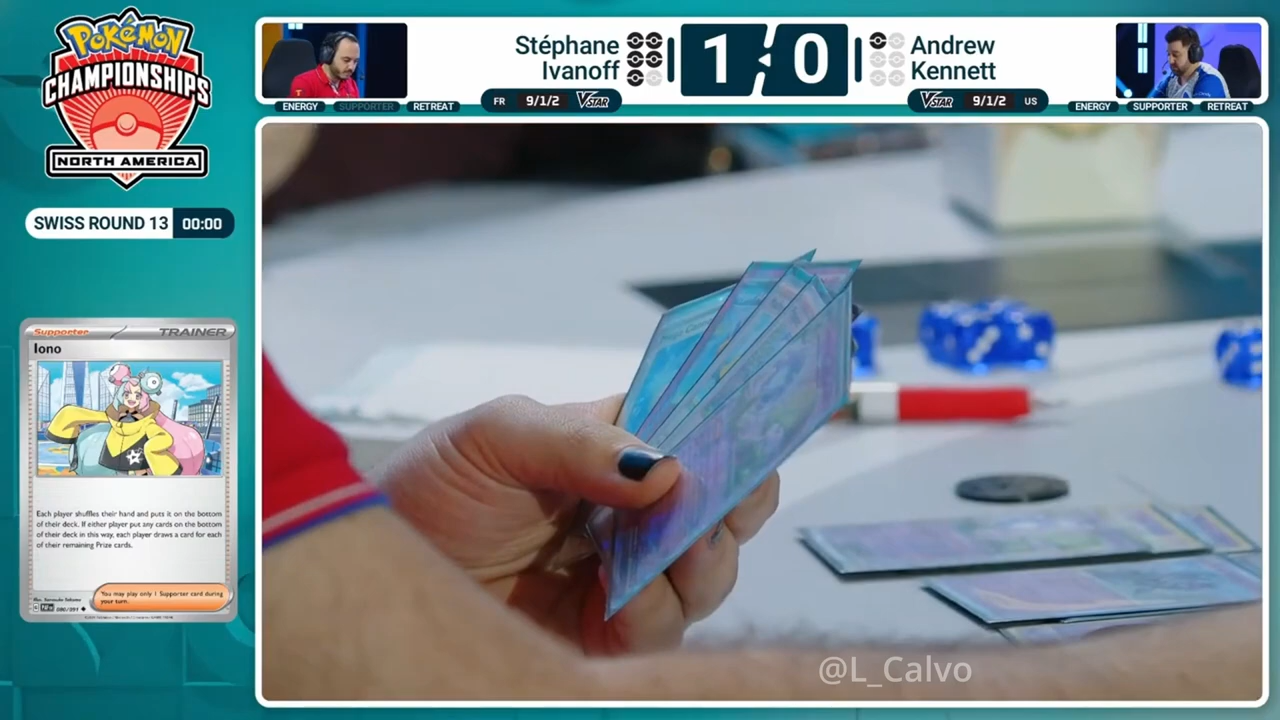 Pokémon
CHAMPIONSHIPS
NORTH AMERICA
SWISS ROUND 13 00:00
Stéphane
Ivanoff
1 0
Andrew
Kennett
ENERGY SUPPORTER RETREAT
FR 9/1/2 VSTAR
VSTAR 9/1/2 US
ENERGY SUPPORTER RETREAT
Supporter TRAINER
Iono
Each player shuffles their hand and puts it on the bottom
of their deck. If either player put any cards on the bottom
of their deck in this way, each player draws a card for each
of their remaining Prize cards.
You may play only 1 Supporter card during
your turn.
@L_Calvo